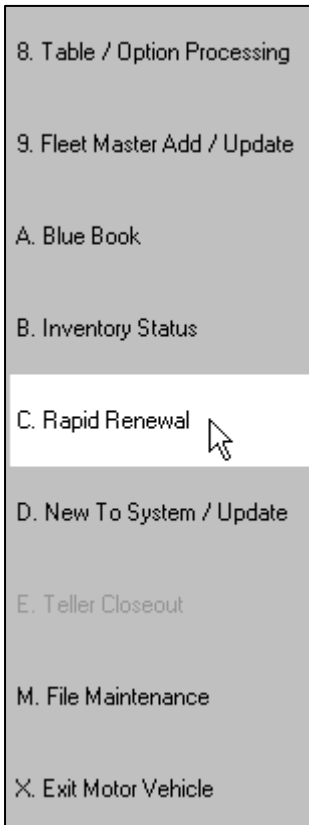 8. Table / Option Processing
9. Fleet Master Add / Update
A. Blue Book
B. Inventory Status
C. Rapid Renewal
D. New To System / Update
E. Teller Closeout
M. File Maintenance
X. Exit Motor Vehicle